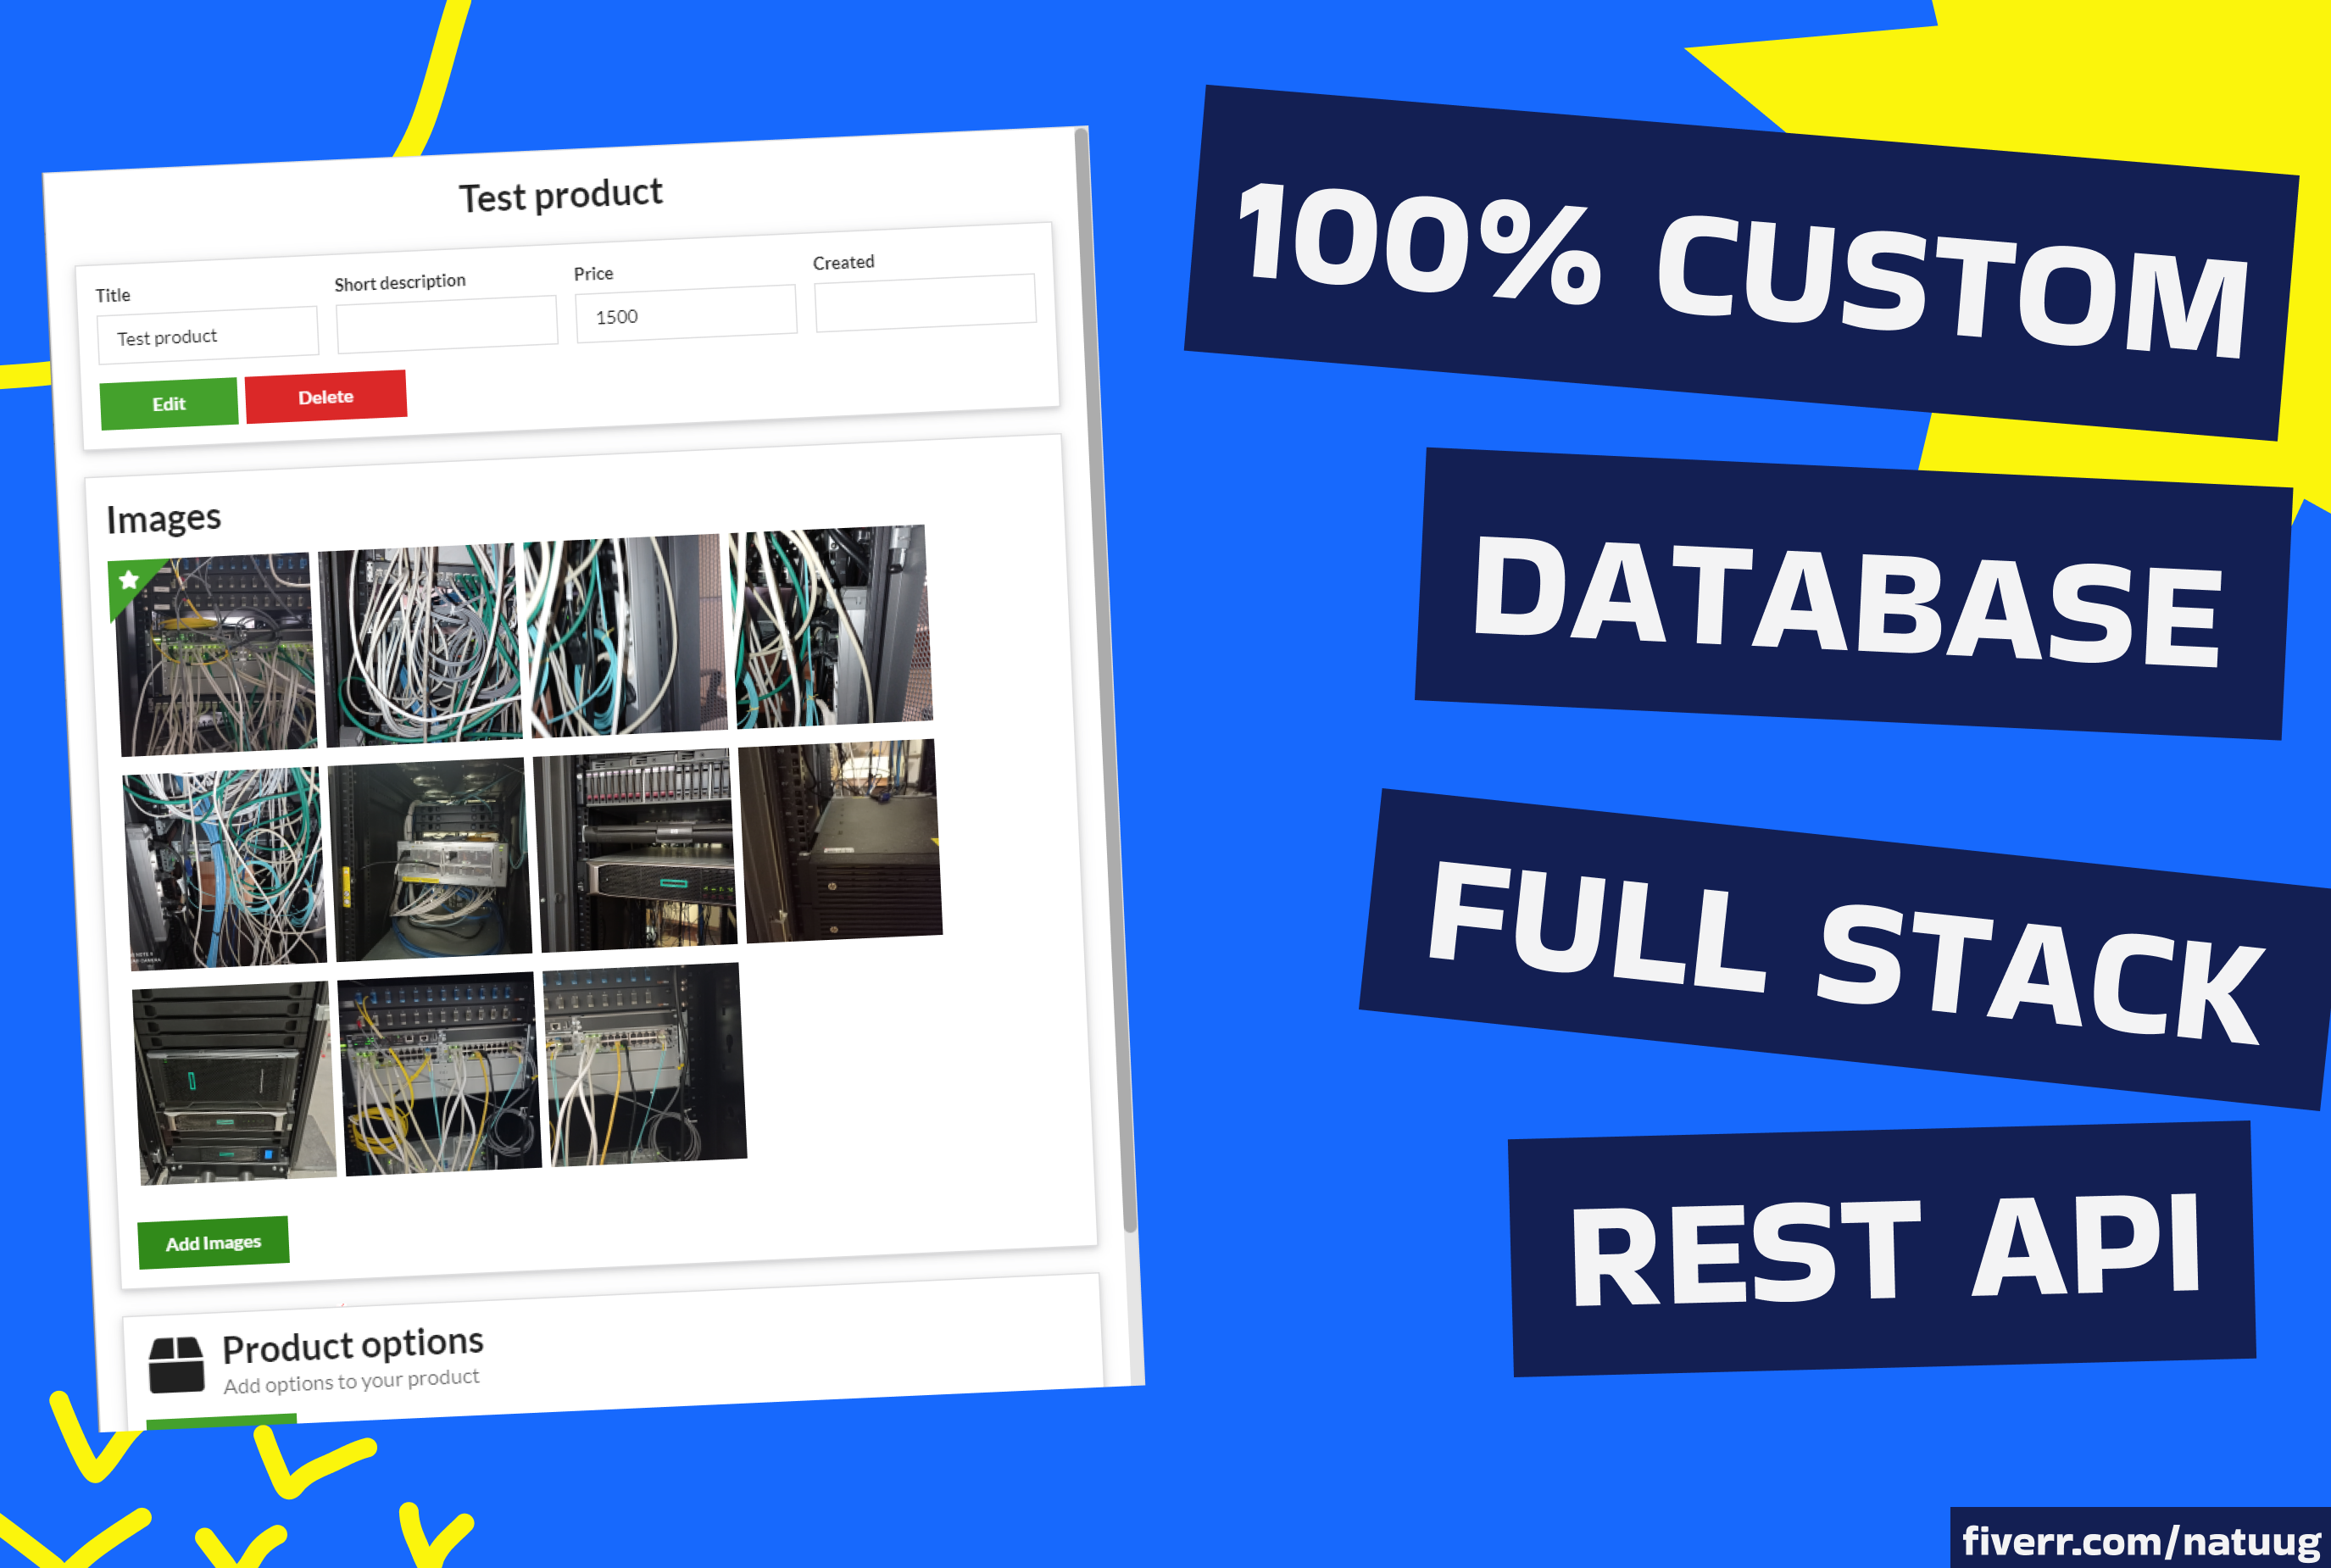 Test product
Title
Short description
Price
Created
Test product
1500
Edit
Delete
Images
Add Images
Product options
Add options to your product
100% CUSTOM
DATABASE
FULL STACK
REST API
fiverr.com/natuug